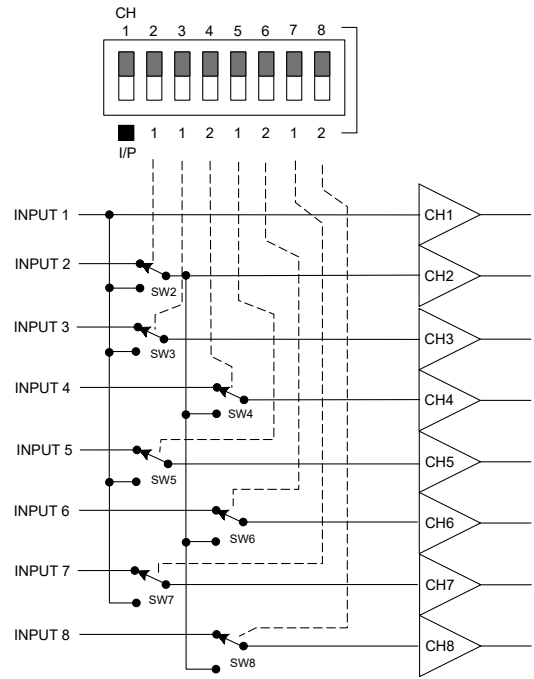 CH
1 2 3 4 5 6 7 8
1 1 2 1 2 1 2
I/P
INPUT 1
CH1
INPUT 2
SW2
CH2
INPUT 3
SW3
CH3
INPUT 4
SW4
CH4
INPUT 5
SW5
CH5
INPUT 6
SW6
CH6
INPUT 7
SW7
CH7
INPUT 8
SW8
CH8